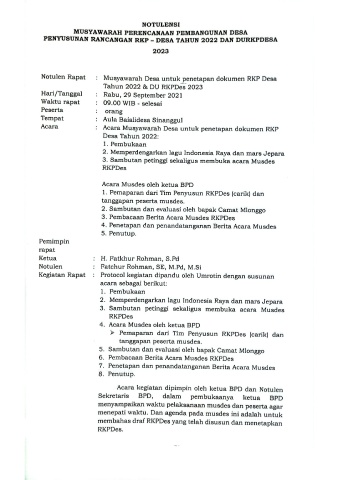 NOTULENSI
MUSYAWARAH PERENCANAAN PEMBANGUNAN DESA
PENYUSUNAN RANCANGAN RKP – DESA TAHUN 2022 DAN DURKPDESA
2023
Notulen Rapat : Musyawarah Desa untuk penetapan dokumen RKP Desa
Tahun 2022 & DU RKPDes 2023
Hari/Tanggal : Rabu, 29 September 2021
Waktu rapat : 09.00 WIB - selesai
Peserta : orang
Tempat : Aula Balaidesa Sinanggul
Acara : Acara Musyawarah Desa untuk penetapan dokumen RKP
Desa Tahun 2022:
1. Pembukaan
2. Memperdengarkan lagu Indonesia Raya dan mars Jepara
3. Sambutan petinggi sekaligus membuka acara Musdes
RKPDes
Acara Musdes oleh ketua BPD
1. Pemaparan dari Tim Penyusun RKPDes (carik) dan
tanggapan peserta musdes.
2. Sambutan dan evaluasi oleh bapak Camat Mlonggo
3. Pembacaan Berita Acara Musdes RKPDes
4. Penetapan dan penandatanganan Berita Acara Musdes
5. Penutup.
Pemimpin
rapat
Ketua : H. Fatkhur Rohman, S.Pd
Notulen : Fatchur Rohman, SE, M.Pd, M.Si
Kegiatan Rapat : Protocol kegiatan dipandu oleh Umrotin dengan susunan
acara sebagai berikut:
1. Pembukaan
2. Memperdengarkan lagu Indonesia Raya dan mars Jepara
3. Sambutan petinggi sekaligus membuka acara Musdes
RKPDes
4. Acara Musdes oleh ketua BPD
➢ Pemaparan dari Tim Penyusun RKPDes (carik) dan
tanggapan peserta musdes.
5. Sambutan dan evaluasi oleh bapak Camat Mlonggo
6. Pembacaan Berita Acara Musdes RKPDes
7. Penetapan dan penandatanganan Berita Acara Musdes
8. Penutup.
Acara kegiatan dipimpin oleh ketua BPD dan Notulen
Sekretaris BPD, dalam pembukaanya ketua BPD
menyampaikan waktu pelaksanaan musdes dan peserta agar
menepati waktu. Dan agenda pada musdes ini adalah untuk
membahas draf RKPDes yang telah disusun dan menetapkan
RKPDes.